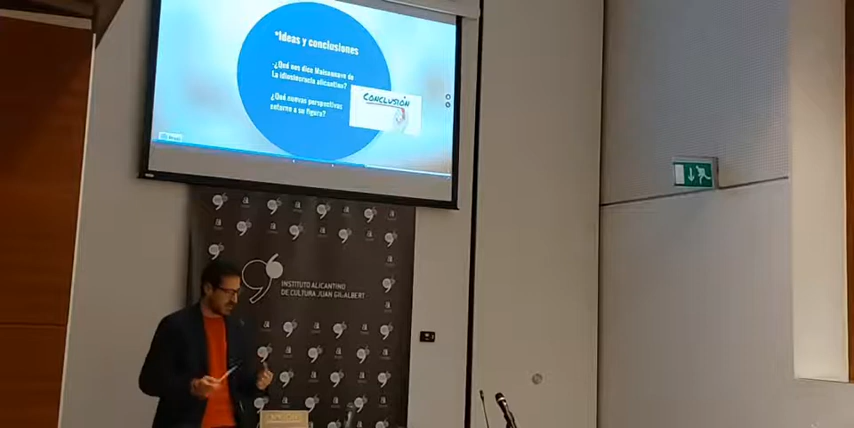 *Ideas y conclusiones
¿Qué nos dice Maisonnave de
La idiosincracia alicantina?
¿Qué nuevas perspectivas
entorno a su figura?
CONCLUSIÓN
INSTITUTO ALICANTINO
DE CULTURA JUAN GIL-ALBERT